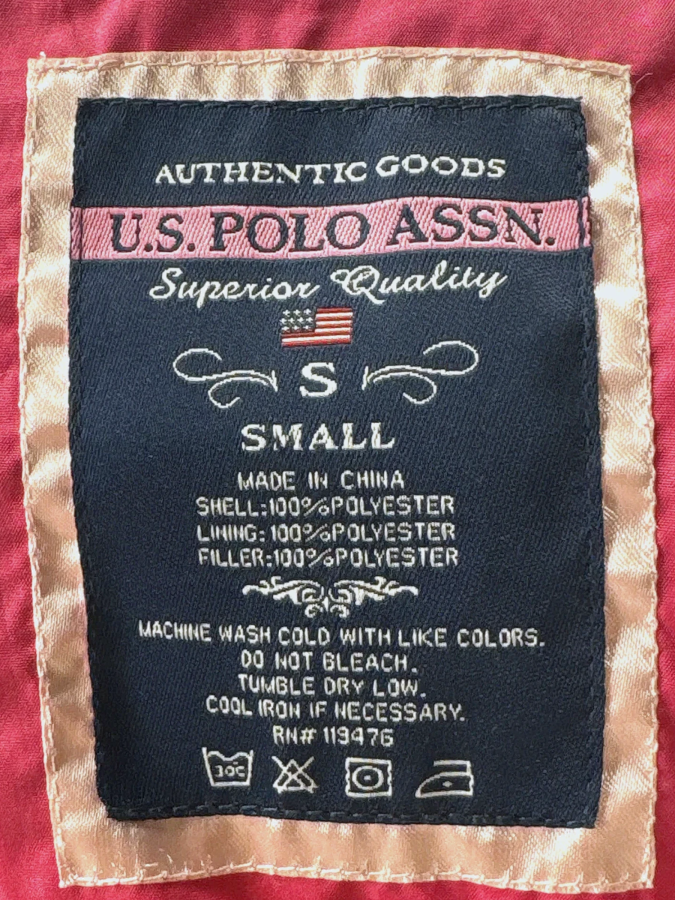 AUTHENTIC GOODS
U.S. POLO ASSN.
Superior Quality
S
SMALL
MADE IN CHINA
SHELL:100%POLYESTER
LINING:100%POLYESTER
FILLER:100%POLYESTER
MACHINE WASH COLD WITH LIKE COLORS.
DO NOT BLEACH.
TUMBLE DRY LOW.
COOL IRON IF NECESSARY.
RN# 119476
30C